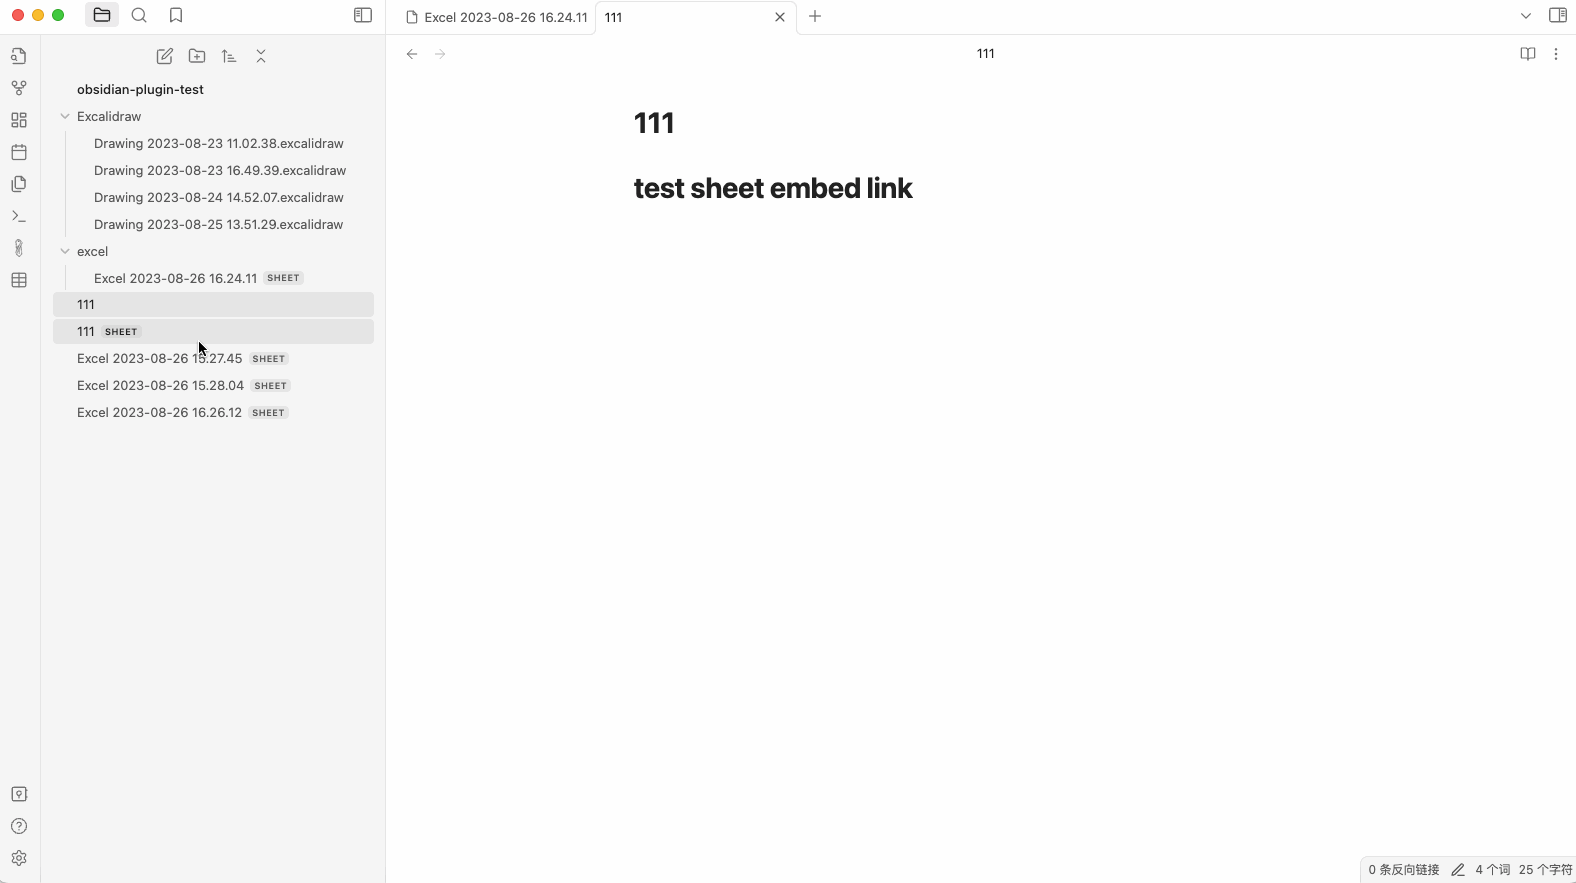 Excel 2023-08-26 16.24.11
111
111
obsidian-plugin-test
Excalidraw
Drawing 2023-08-23 11.02.38.excalidraw
Drawing 2023-08-23 16.49.39.excalidraw
Drawing 2023-08-24 14.52.07.excalidraw
Drawing 2023-08-25 13.51.29.excalidraw
excel
Excel 2023-08-26 16.24.11 SHEET
111
111 SHEET
Excel 2023-08-26 15.27.45 SHEET
Excel 2023-08-26 15.28.04 SHEET
Excel 2023-08-26 16.26.12 SHEET
111
test sheet embed link
0 条反向链接 4 个词 25 个字符